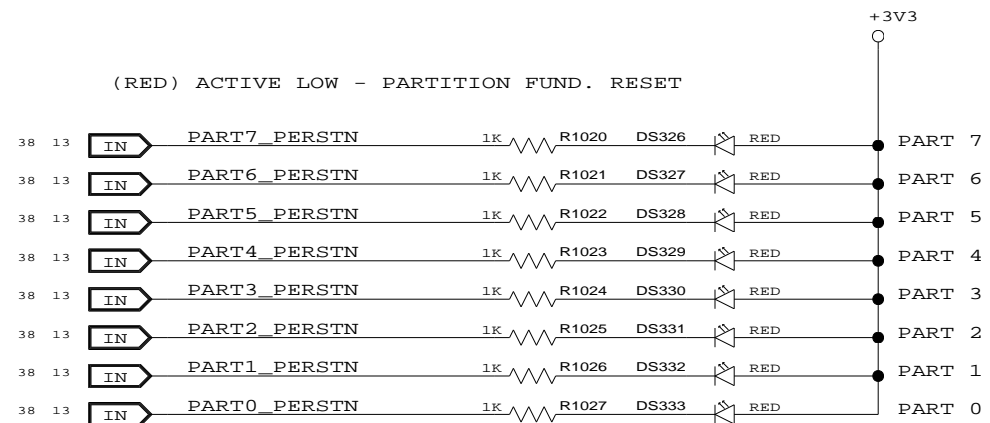 +3V3
(RED) ACTIVE LOW - PARTITION FUND. RESET
38 13 IN PART7_PERSTN 1K R1020 DS326 RED PART 7
38 13 IN PART6_PERSTN 1K R1021 DS327 RED PART 6
38 13 IN PART5_PERSTN 1K R1022 DS328 RED PART 5
38 13 IN PART4_PERSTN 1K R1023 DS329 RED PART 4
38 13 IN PART3_PERSTN 1K R1024 DS330 RED PART 3
38 13 IN PART2_PERSTN 1K R1025 DS331 RED PART 2
38 13 IN PART1_PERSTN 1K R1026 DS332 RED PART 1
38 13 IN PART0_PERSTN 1K R1027 DS333 RED PART 0